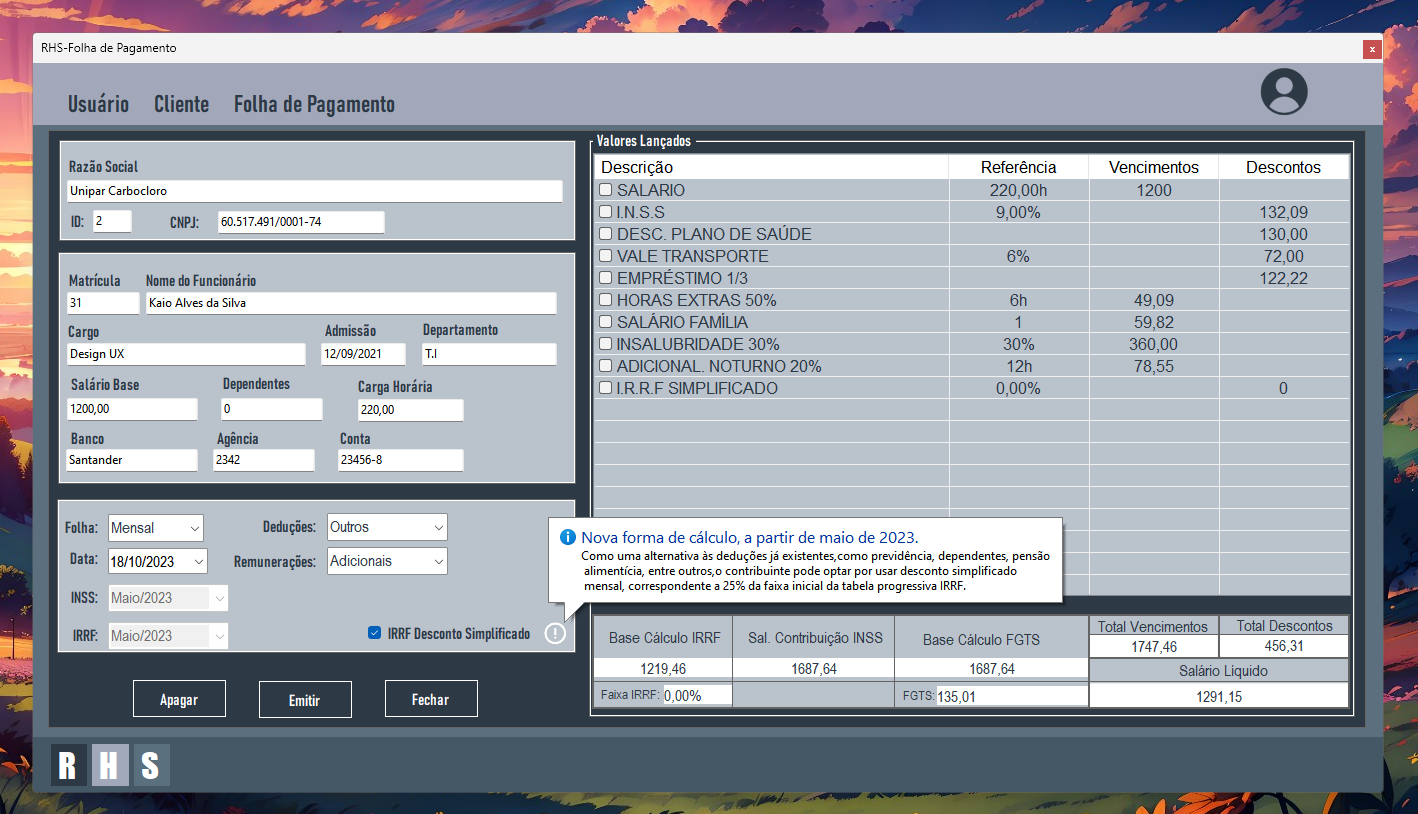 RHS-Folha de Pagamento
x
Usuário Cliente Folha de Pagamento
Razão Social
Unipar Carbocloro
ID: 2 CNPJ: 60.517.491/0001-74
Matrícula Nome do Funcionário
31 Kaio Alves da Silva
Cargo Admissão Departamento
Design UX 12/09/2021 T.I
Salário Base Dependentes Carga Horária
1200,00 0 220,00
Banco Agência Conta
Santander 2342 23456-8
Folha: Mensal Deduções: Outros
Data: 18/10/2023 Remunerações: Adicionais
INSS: Maio/2023
IRRF: Maio/2023 IRRF Desconto Simplificado
Apagar Emitir Fechar
Valores Lançados
Descrição Referência Vencimentos Descontos
SALARIO 220,00h 1200
I.N.S.S 9,00% 132,09
DESC. PLANO DE SAÚDE 130,00
VALE TRANSPORTE 6% 72,00
EMPRÉSTIMO 1/3 122,22
HORAS EXTRAS 50% 6h 49,09
SALÁRIO FAMÍLIA 1 59,82
INSALUBRIDADE 30% 30% 360,00
ADICIONAL. NOTURNO 20% 12h 78,55
I.R.R.F SIMPLIFICADO 0,00% 0
Nova forma de cálculo, a partir de maio de 2023.
Como uma alternativa às deduções já existentes,como previdência, dependentes, pensão
alimentícia, entre outros,o contribuinte pode optar por usar desconto simplificado
mensal, correspondente a 25% da faixa inicial da tabela progressiva IRRF.
Base Cálculo IRRF Sal. Contribuição INSS Base Cálculo FGTS Total Vencimentos Total Descontos
1219,46 1687,64 1687,64 1747,46 456,31
Salário Líquido
Faixa IRRF: 0,00% FGTS: 135,01 1291,15
R H S